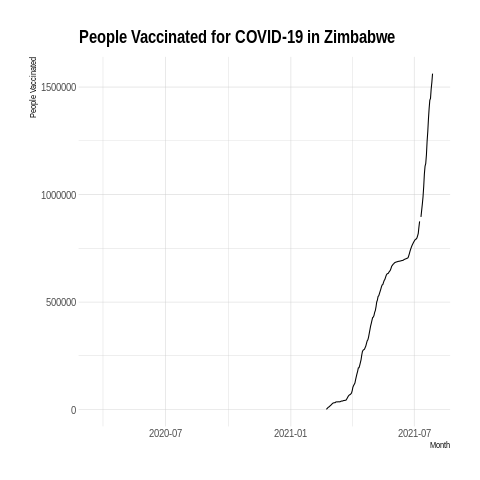 People Vaccinated for COVID-19 in Zimbabwe
People Vaccinated
1500000
1000000
500000
0
2020-07
2021-01
2021-07
Month